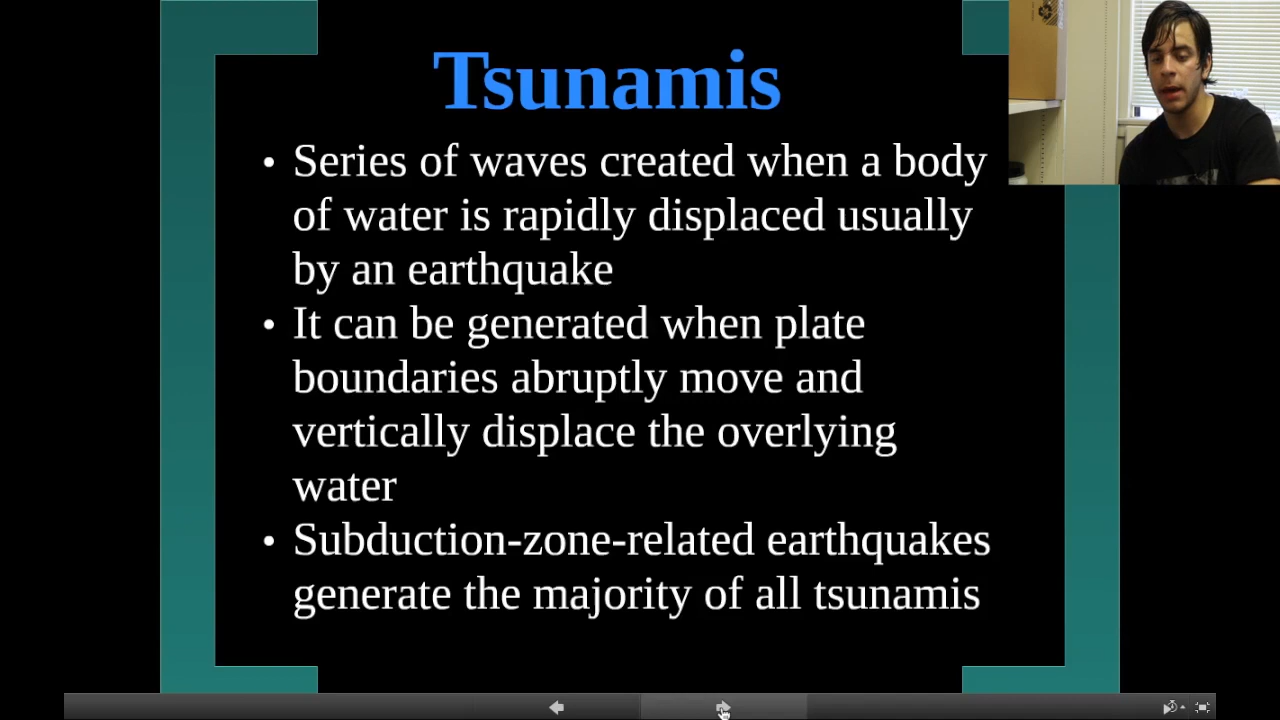 Tsunamis
• Series of waves created when a body
of water is rapidly displaced usually
by an earthquake
• It can be generated when plate
boundaries abruptly move and
vertically displace the overlying
water
• Subduction-zone-related earthquakes
generate the majority of all tsunamis